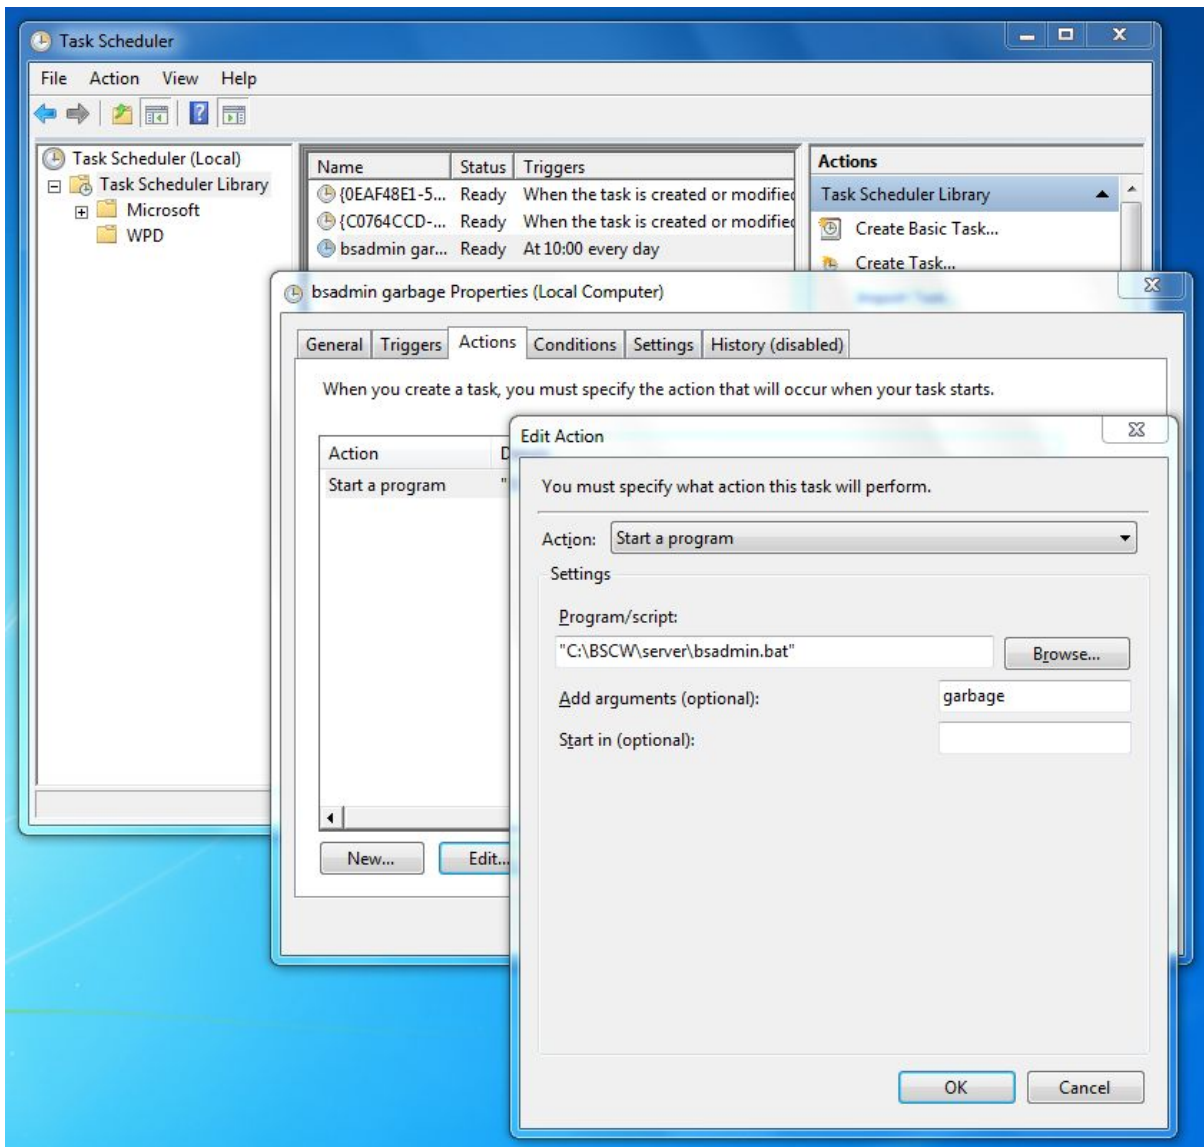 Task Scheduler
File Action View Help
Task Scheduler (Local)
Task Scheduler Library
Microsoft
WPD
Name Status Triggers
{0EAF48E1-5... Ready When the task is created or modified
{C0764CCD-... Ready When the task is created or modified
bsadmin gar... Ready At 10:00 every day
Actions
Task Scheduler Library
Create Basic Task...
Create Task...
Import Task...
bsadmin garbage Properties (Local Computer)
General Triggers Actions Conditions Settings History (disabled)
When you create a task, you must specify the action that will occur when your task starts.
Action D
Start a program "
New... Edit...
Edit Action
You must specify what action this task will perform.
Action: Start a program
Settings
Program/script:
"C:\BSCW\server\bsadmin.bat" Browse...
Add arguments (optional): garbage
Start in (optional):
OK Cancel